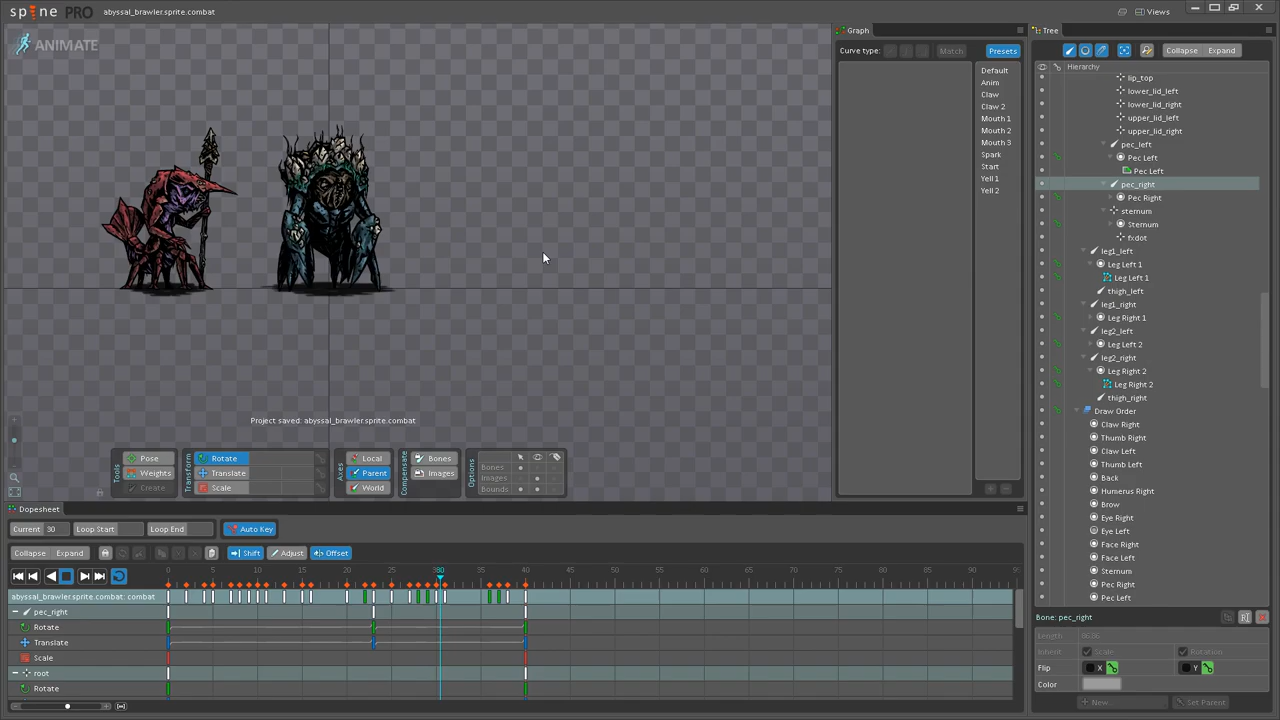 spine PRO abyssal_brawler.sprite.combat Views
ANIMATE
Graph
Curve type: Match Presets
Default
Anim
Claw
Claw 2
Mouth 1
Mouth 2
Mouth 3
Spark
Start
Yell 1
Yell 2
Tree
Collapse Expand
Hierarchy
lip_top
lower_lid_left
lower_lid_right
upper_lid_left
upper_lid_right
pec_left
Pec Left
Pec Left
pec_right
Pec Right
sternum
Sternum
fxdot
leg1_left
Leg Left 1
Leg Left 1
thigh_left
leg1_right
Leg Right 1
leg2_left
Leg Left 2
leg2_right
Leg Right 2
Leg Right 2
thigh_right
Draw Order
Claw Right
Thumb Right
Claw Left
Thumb Left
Back
Humerus Right
Brow
Eye Right
Eye Left
Face Right
Face Left
Sternum
Pec Right
Pec Left
Bone: pec_right
Length 86.56
Inherit Scale Rotation
Flip X Y
Color
New... Set Parent
Project saved: abyssal_brawler.sprite.combat
Tools
Pose
Weights
Create
Transform
Rotate
Translate
Scale
Axes
Local
Parent
World
Compensate
Bones
Images
Options
Bones
Images
Bounds
Dopesheet
Current 30 Loop Start Loop End Auto Key
Collapse Expand Shift Adjust Offset
0 5 10 15 20 25 30 35 40 45 50 55 60 65 70 75 80 85 90 95
abyssal_brawler.sprite.combat: combat
pec_right
Rotate
Translate
Scale
root
Rotate